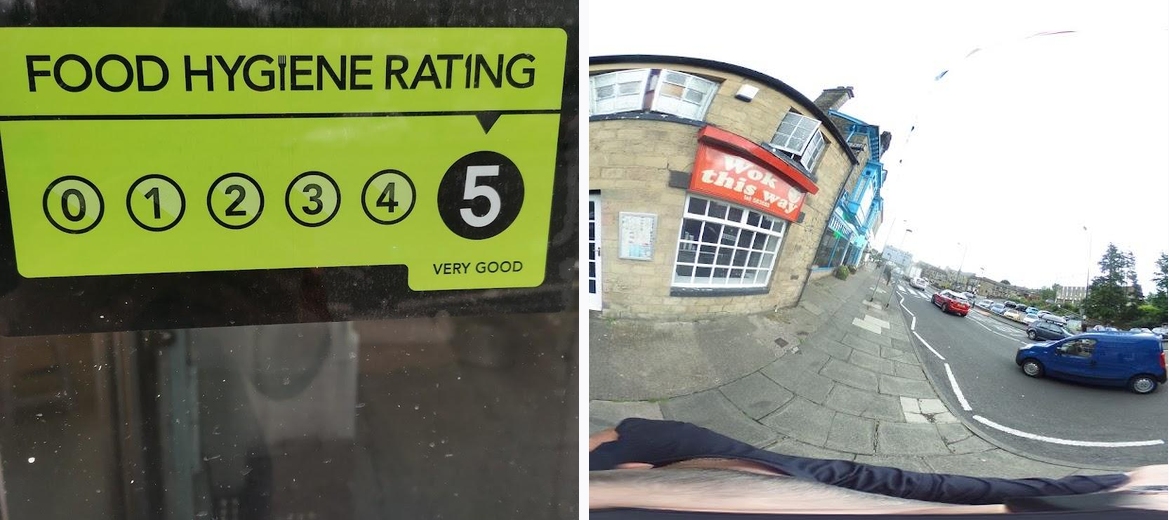 FOOD HYGIENE RATING
0 1 2 3 4 5
VERY GOOD
Wok
this way